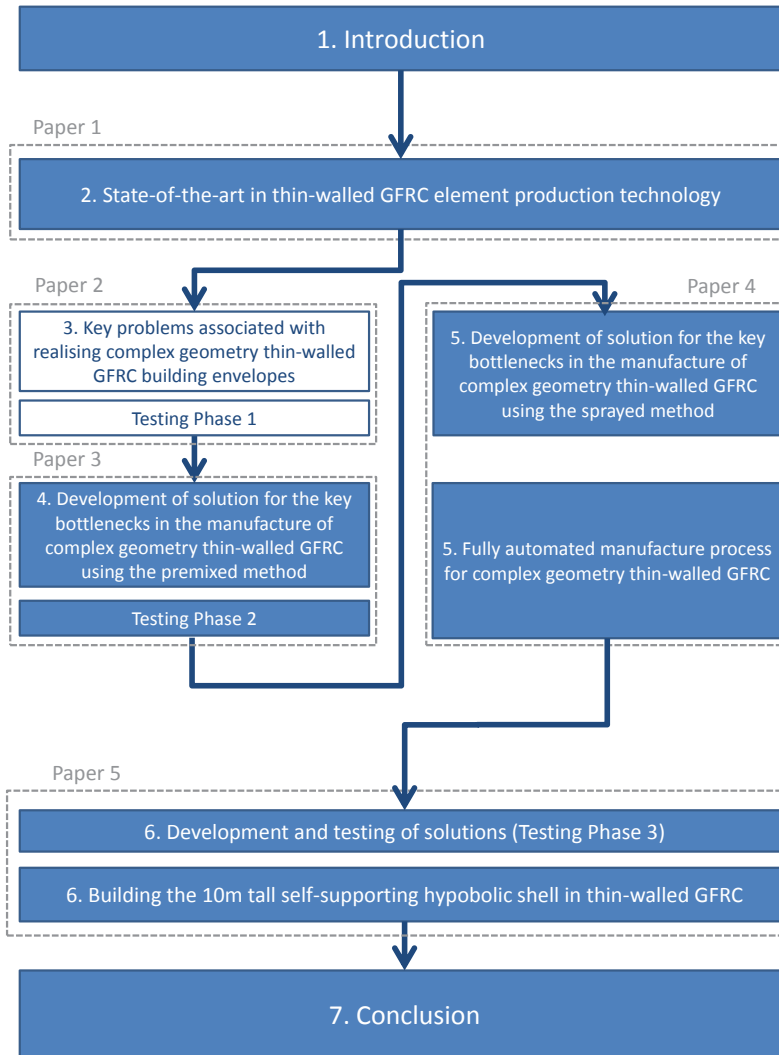 1. Introduction
Paper 1
2. State-of-the-art in thin-walled GFRC element production technology
Paper 2
3. Key problems associated with
realising complex geometry thin-walled
GFRC building envelopes
Testing Phase 1
Paper 3
4. Development of solution for the key
bottlenecks in the manufacture of
complex geometry thin-walled GFRC
using the premixed method
Testing Phase 2
Paper 4
5. Development of solution for the key
bottlenecks in the manufacture of
complex geometry thin-walled GFRC
using the sprayed method
5. Fully automated manufacture process
for complex geometry thin-walled GFRC
Paper 5
6. Development and testing of solutions (Testing Phase 3)
6. Building the 10m tall self-supporting hypobolic shell in thin-walled GFRC
7. Conclusion